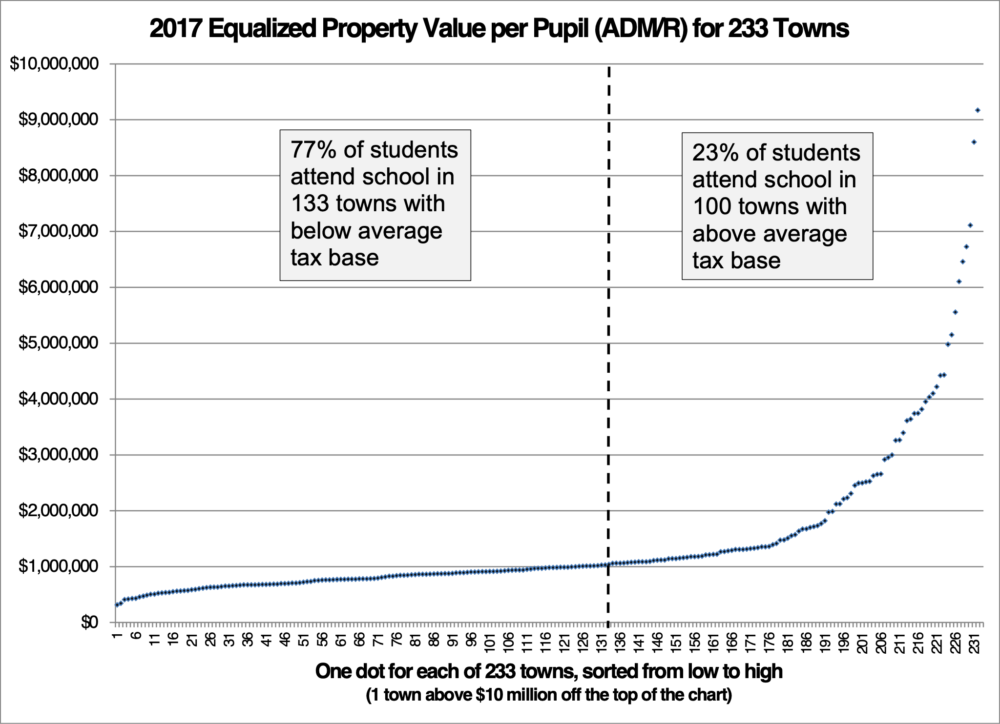 2017 Equalized Property Value per Pupil (ADM/R) for 233 Towns
$10,000,000
$9,000,000
$8,000,000
$7,000,000
$6,000,000
$5,000,000
$4,000,000
$3,000,000
$2,000,000
$1,000,000
$0
77% of students
attend school in
133 towns with
below average
tax base
23% of students
attend school in
100 towns with
above average
tax base
1 6 11 16 21 26 31 36 41 46 51 56 61 66 71 76 81 86 91 96 101 106 111 116 121 126 131 136 141 146 151 156 161 166 171 176 181 186 191 196 201 206 211 216 221 226 231
One dot for each of 233 towns, sorted from low to high
(1 town above $10 million off the top of the chart)